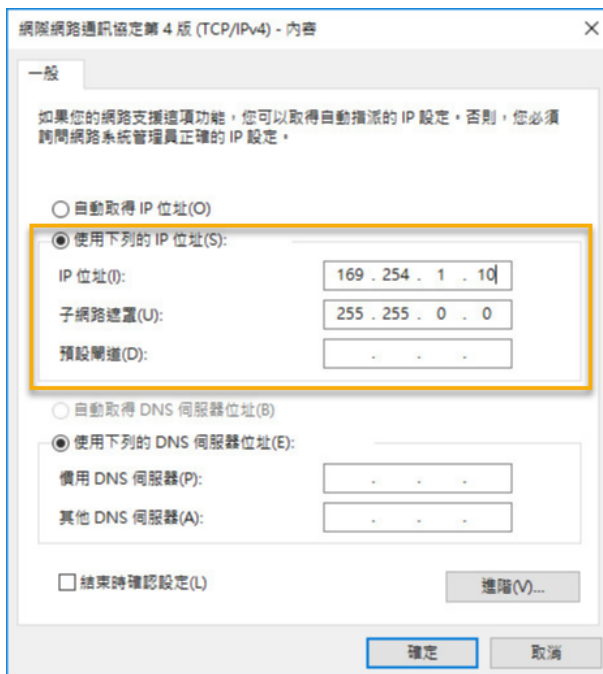 網際網路通訊協定第 4 版 (TCP/IPv4) - 內容
一般
如果您的網路支援這項功能，您可以取得自動指派的 IP 設定。否則，您必須
詢問網路系統管理員正確的 IP 設定。
自動取得 IP 位址(O)
使用下列的 IP 位址(S):
IP 位址(I): 169 . 254 . 1 . 10
子網路遮罩(U): 255 . 255 . 0 . 0
預設閘道(D): . . .
自動取得 DNS 伺服器位址(B)
使用下列的 DNS 伺服器位址(E):
慣用 DNS 伺服器(P): . . .
其他 DNS 伺服器(A): . . .
結束時確認設定(L)
進階(V)...
確定 取消